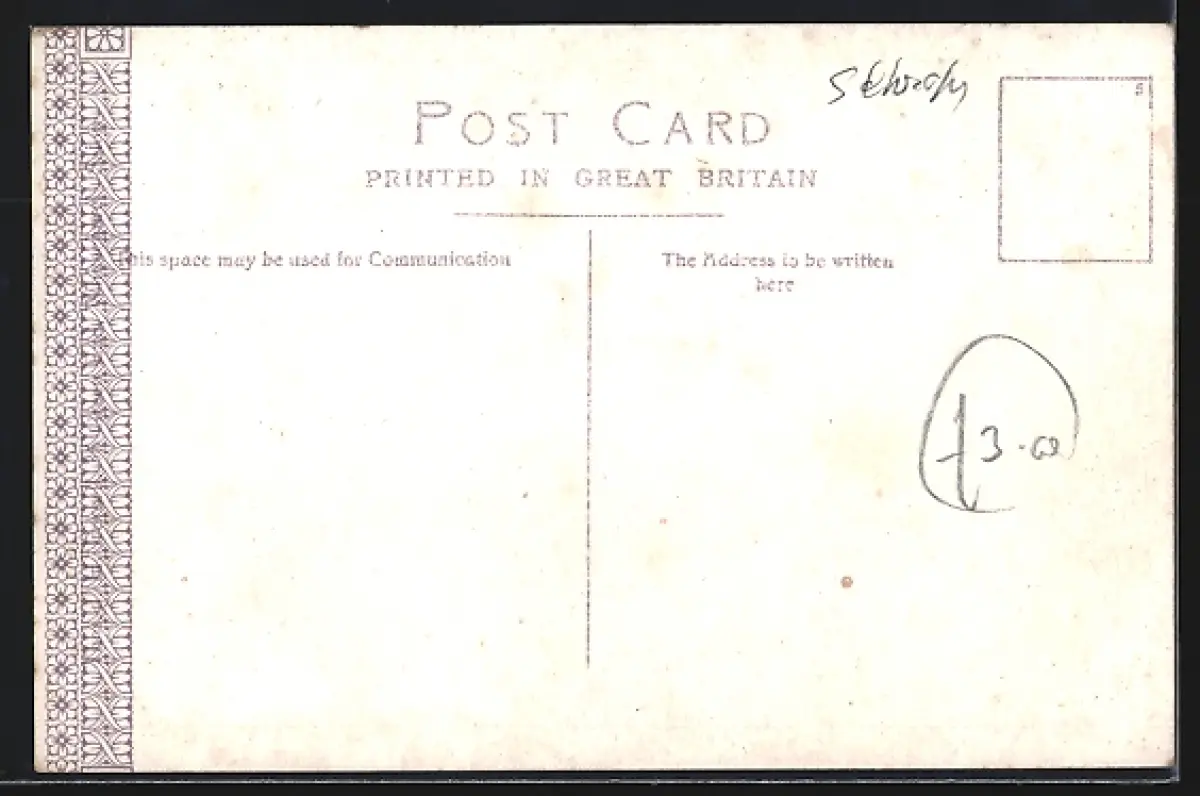 POST CARD
PRINTED IN GREAT BRITAIN
This space may be used for Communication
The Address to be written
here
£3-00